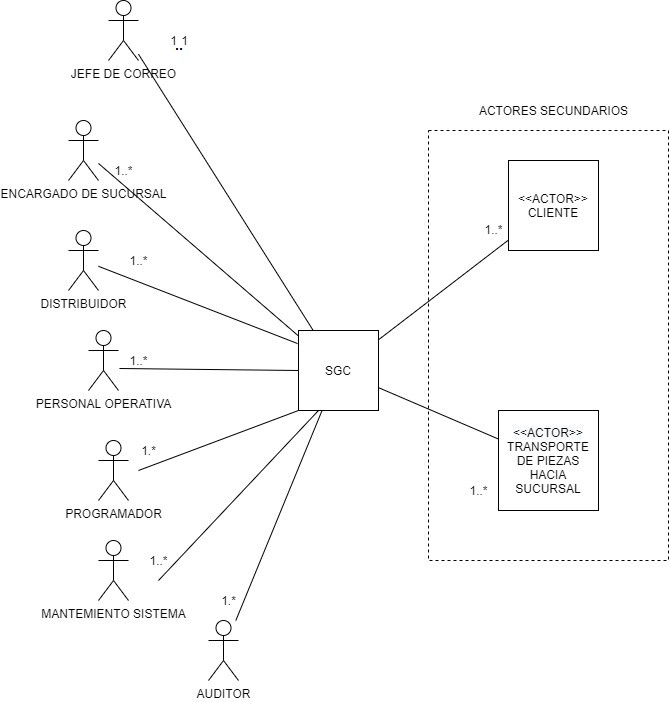 1..1
JEFE DE CORREO
ACTORES SECUNDARIOS
1..*
ENCARGADO DE SUCURSAL
<<ACTOR>>
CLIENTE
1..*
1..*
DISTRIBUIDOR
1..*
PERSONAL OPERATIVA
SGC
1.*
PROGRAMADOR
<<ACTOR>>
TRANSPORTE
DE PIEZAS
HACIA
SUCURSAL
1..*
1..*
MANTEMIENTO SISTEMA
1.*
AUDITOR